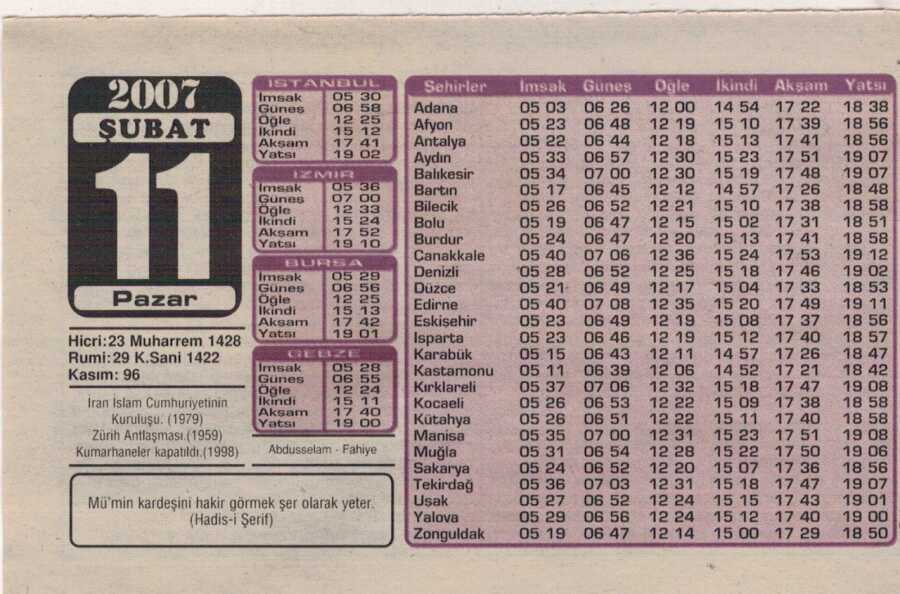 2007
ŞUBAT
11
Pazar
Hicri:23 Muharrem 1428
Rumi:29 K.Sani 1422
Kasım: 96
İran İslam Cumhuriyetinin
Kuruluşu. (1979)
Zürih Antlaşması.(1959)
Kumarhaneler kapatıldı.(1998)
İSTANBUL
İmsak 05 30
Güneş 06 58
Öğle 12 25
İkindi 15 12
Akşam 17 41
Yatsı 19 02
İZMİR
İmsak 05 36
Güneş 07 00
Öğle 12 33
İkindi 15 24
Akşam 17 52
Yatsı 19 10
BURSA
İmsak 05 29
Güneş 06 56
Öğle 12 25
İkindi 15 13
Akşam 17 42
Yatsı 19 01
GEBZE
İmsak 05 28
Güneş 06 55
Öğle 12 24
İkindi 15 11
Akşam 17 40
Yatsı 19 00
Abdusselam - Fahiye
Mü'min kardeşini hakir görmek şer olarak yeter.
(Hadis-i Şerif)
Şehirler İmsak Güneş Öğle İkindi Akşam Yatsı
Adana 05 03 06 26 12 00 14 54 17 22 18 38
Afyon 05 23 06 48 12 19 15 10 17 39 18 56
Antalya 05 22 06 44 12 18 15 13 17 41 18 56
Aydın 05 33 06 57 12 30 15 23 17 51 19 07
Balıkesir 05 34 07 00 12 30 15 19 17 48 19 07
Bartın 05 17 06 45 12 12 14 57 17 26 18 48
Bilecik 05 26 06 52 12 21 15 10 17 38 18 58
Bolu 05 19 06 47 12 15 15 02 17 31 18 51
Burdur 05 24 06 47 12 20 15 13 17 41 18 58
Çanakkale 05 40 07 06 12 36 15 24 17 53 19 12
Denizli 05 28 06 52 12 25 15 18 17 46 19 02
Düzce 05 21 06 49 12 17 15 04 17 33 18 53
Edirne 05 40 07 08 12 35 15 20 17 49 19 11
Eskişehir 05 23 06 49 12 19 15 08 17 37 18 56
Isparta 05 23 06 46 12 19 15 12 17 40 18 57
Karabük 05 15 06 43 12 11 14 57 17 26 18 47
Kastamonu 05 11 06 39 12 06 14 52 17 21 18 42
Kırklareli 05 37 07 06 12 32 15 18 17 47 19 08
Kocaeli 05 26 06 53 12 22 15 09 17 38 18 58
Kütahya 05 26 06 51 12 22 15 11 17 40 18 58
Manisa 05 35 07 00 12 31 15 23 17 51 19 08
Muğla 05 31 06 54 12 28 15 22 17 50 19 06
Sakarya 05 24 06 52 12 20 15 07 17 36 18 56
Tekirdağ 05 36 07 03 12 31 15 18 17 47 19 07
Uşak 05 27 06 52 12 24 15 15 17 43 19 01
Yalova 05 29 06 56 12 24 15 12 17 40 19 00
Zonguldak 05 19 06 47 12 14 15 00 17 29 18 50